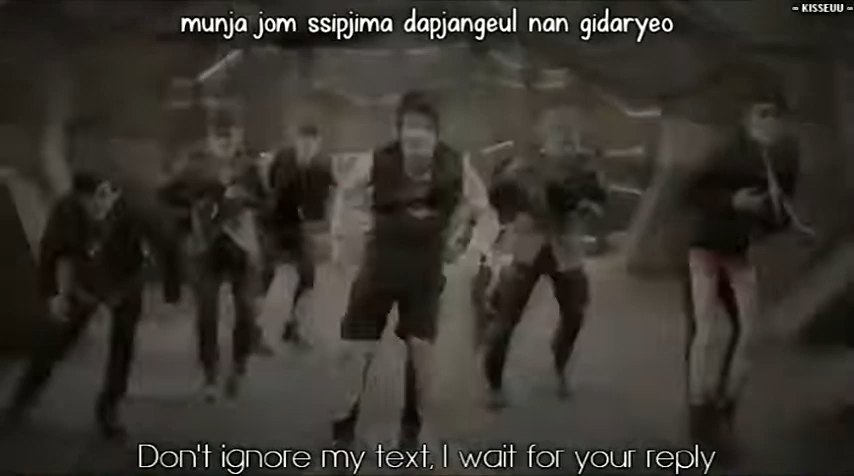 ∞ KISSEUU ∞
munja jom ssipjima dapjangeul nan gidaryeo
Don't ignore my text, I wait for your reply